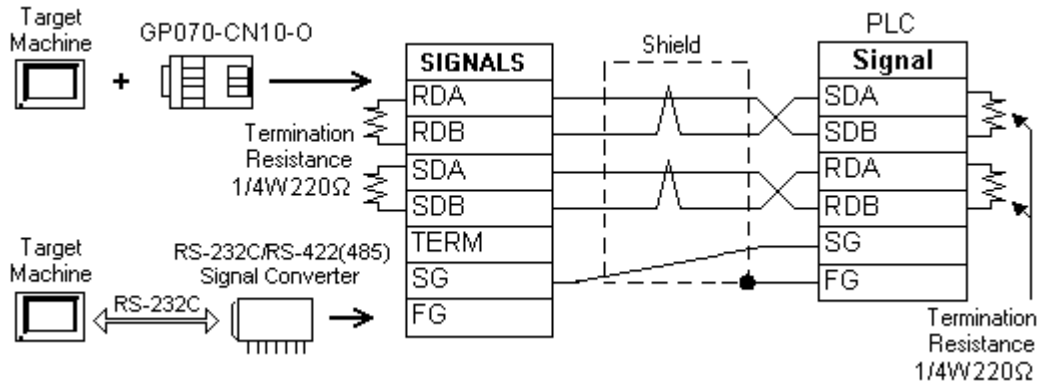 Target
Machine
+
GP070-CN10-O
Termination
Resistance
1/4W220Ω
Target
Machine
RS-232C
RS-232C/RS-422(485)
Signal Converter
SIGNALS
RDA
RDB
SDA
SDB
TERM
SG
FG
Shield
PLC
Signal
SDA
SDB
RDA
RDB
SG
FG
Termination
Resistance
1/4W220Ω